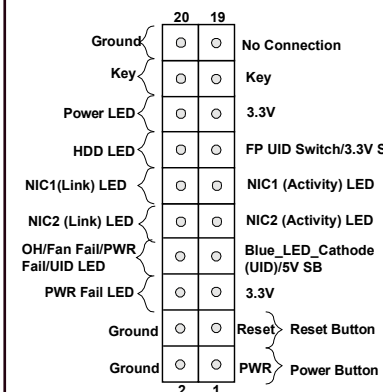 20 19
Ground No Connection
Key Key
Power LED 3.3V
HDD LED FP UID Switch/3.3V S
NIC1(Link) LED NIC1 (Activity) LED
NIC2 (Link) LED NIC2 (Activity) LED
OH/Fan Fail/PWR Blue_LED_Cathode
Fail/UID LED (UID)/5V SB
PWR Fail LED 3.3V
Ground Reset Reset Button
Ground PWR Power Button
2 1